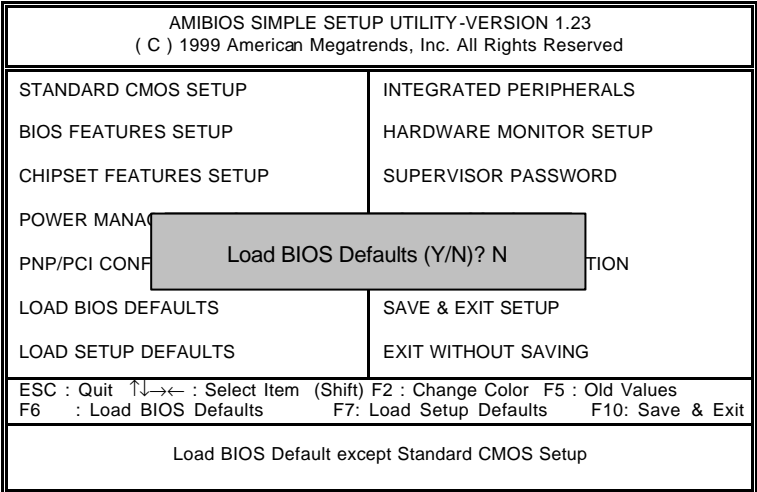 AMIBIOS SIMPLE SETUP UTILITY-VERSION 1.23
( C ) 1999 American Megatrends, Inc. All Rights Reserved
STANDARD CMOS SETUP
INTEGRATED PERIPHERALS
BIOS FEATURES SETUP
HARDWARE MONITOR SETUP
CHIPSET FEATURES SETUP
SUPERVISOR PASSWORD
POWER
Load BIOS Defaults (Y/N)? N
PNP/PCI
LOAD BIOS DEFAULTS
SAVE & EXIT SETUP
LOAD SETUP DEFAULTS
EXIT WITHOUT SAVING
ESC : Quit ↑↓→← : Select Item (Shift) F2 : Change Color F5 : Old Values
F6 : Load BIOS Defaults F7: Load Setup Defaults F10: Save & Exit
Load BIOS Default except Standard CMOS Setup